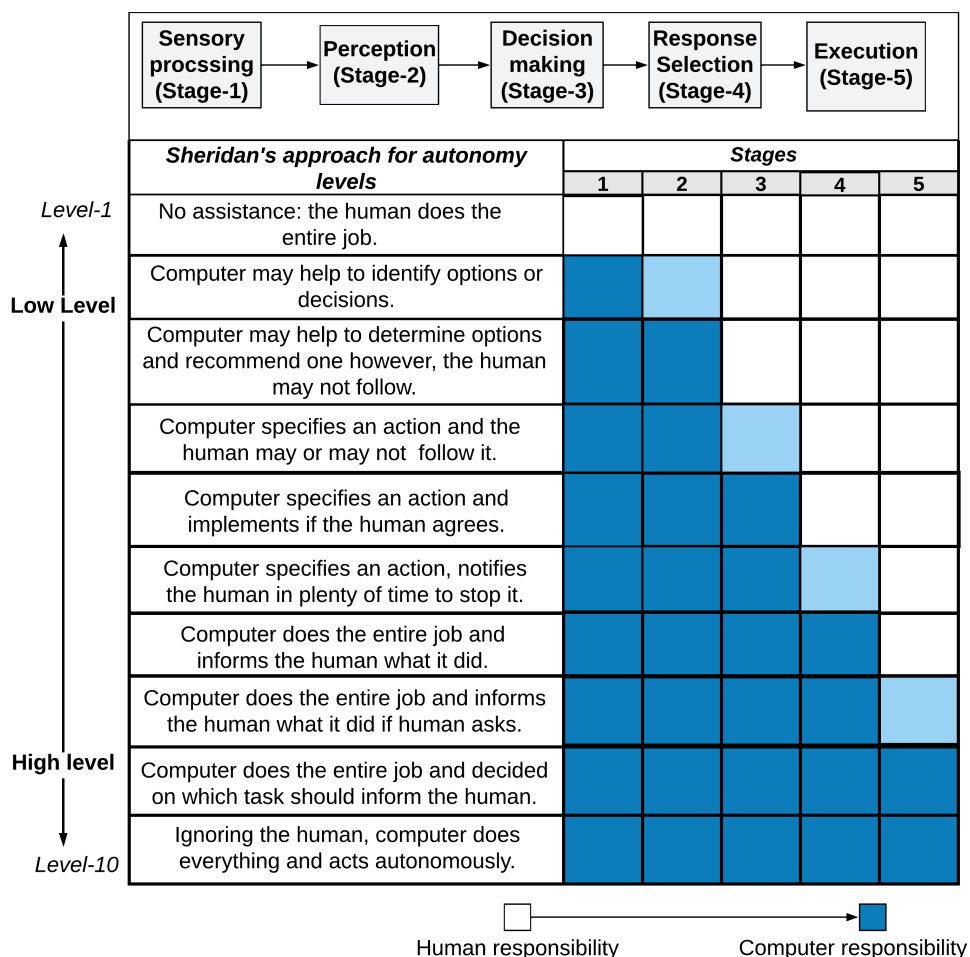 Sensory
procssing
(Stage-1)
Perception
(Stage-2)
Decision
making
(Stage-3)
Response
Selection
(Stage-4)
Execution
(Stage-5)
Sheridan's approach for autonomy
levels
Stages
1 2 3 4 5
Level-1
No assistance: the human does the
entire job.
Computer may help to identify options or
decisions.
Low Level
Computer may help to determine options
and recommend one however, the human
may not follow.
Computer specifies an action and the
human may or may not follow it.
Computer specifies an action and
implements if the human agrees.
Computer specifies an action, notifies
the human in plenty of time to stop it.
Computer does the entire job and
informs the human what it did.
Computer does the entire job and informs
the human what it did if human asks.
High level
Computer does the entire job and decided
on which task should inform the human.
Ignoring the human, computer does
everything and acts autonomously.
Level-10
Human responsibility
Computer responsibility